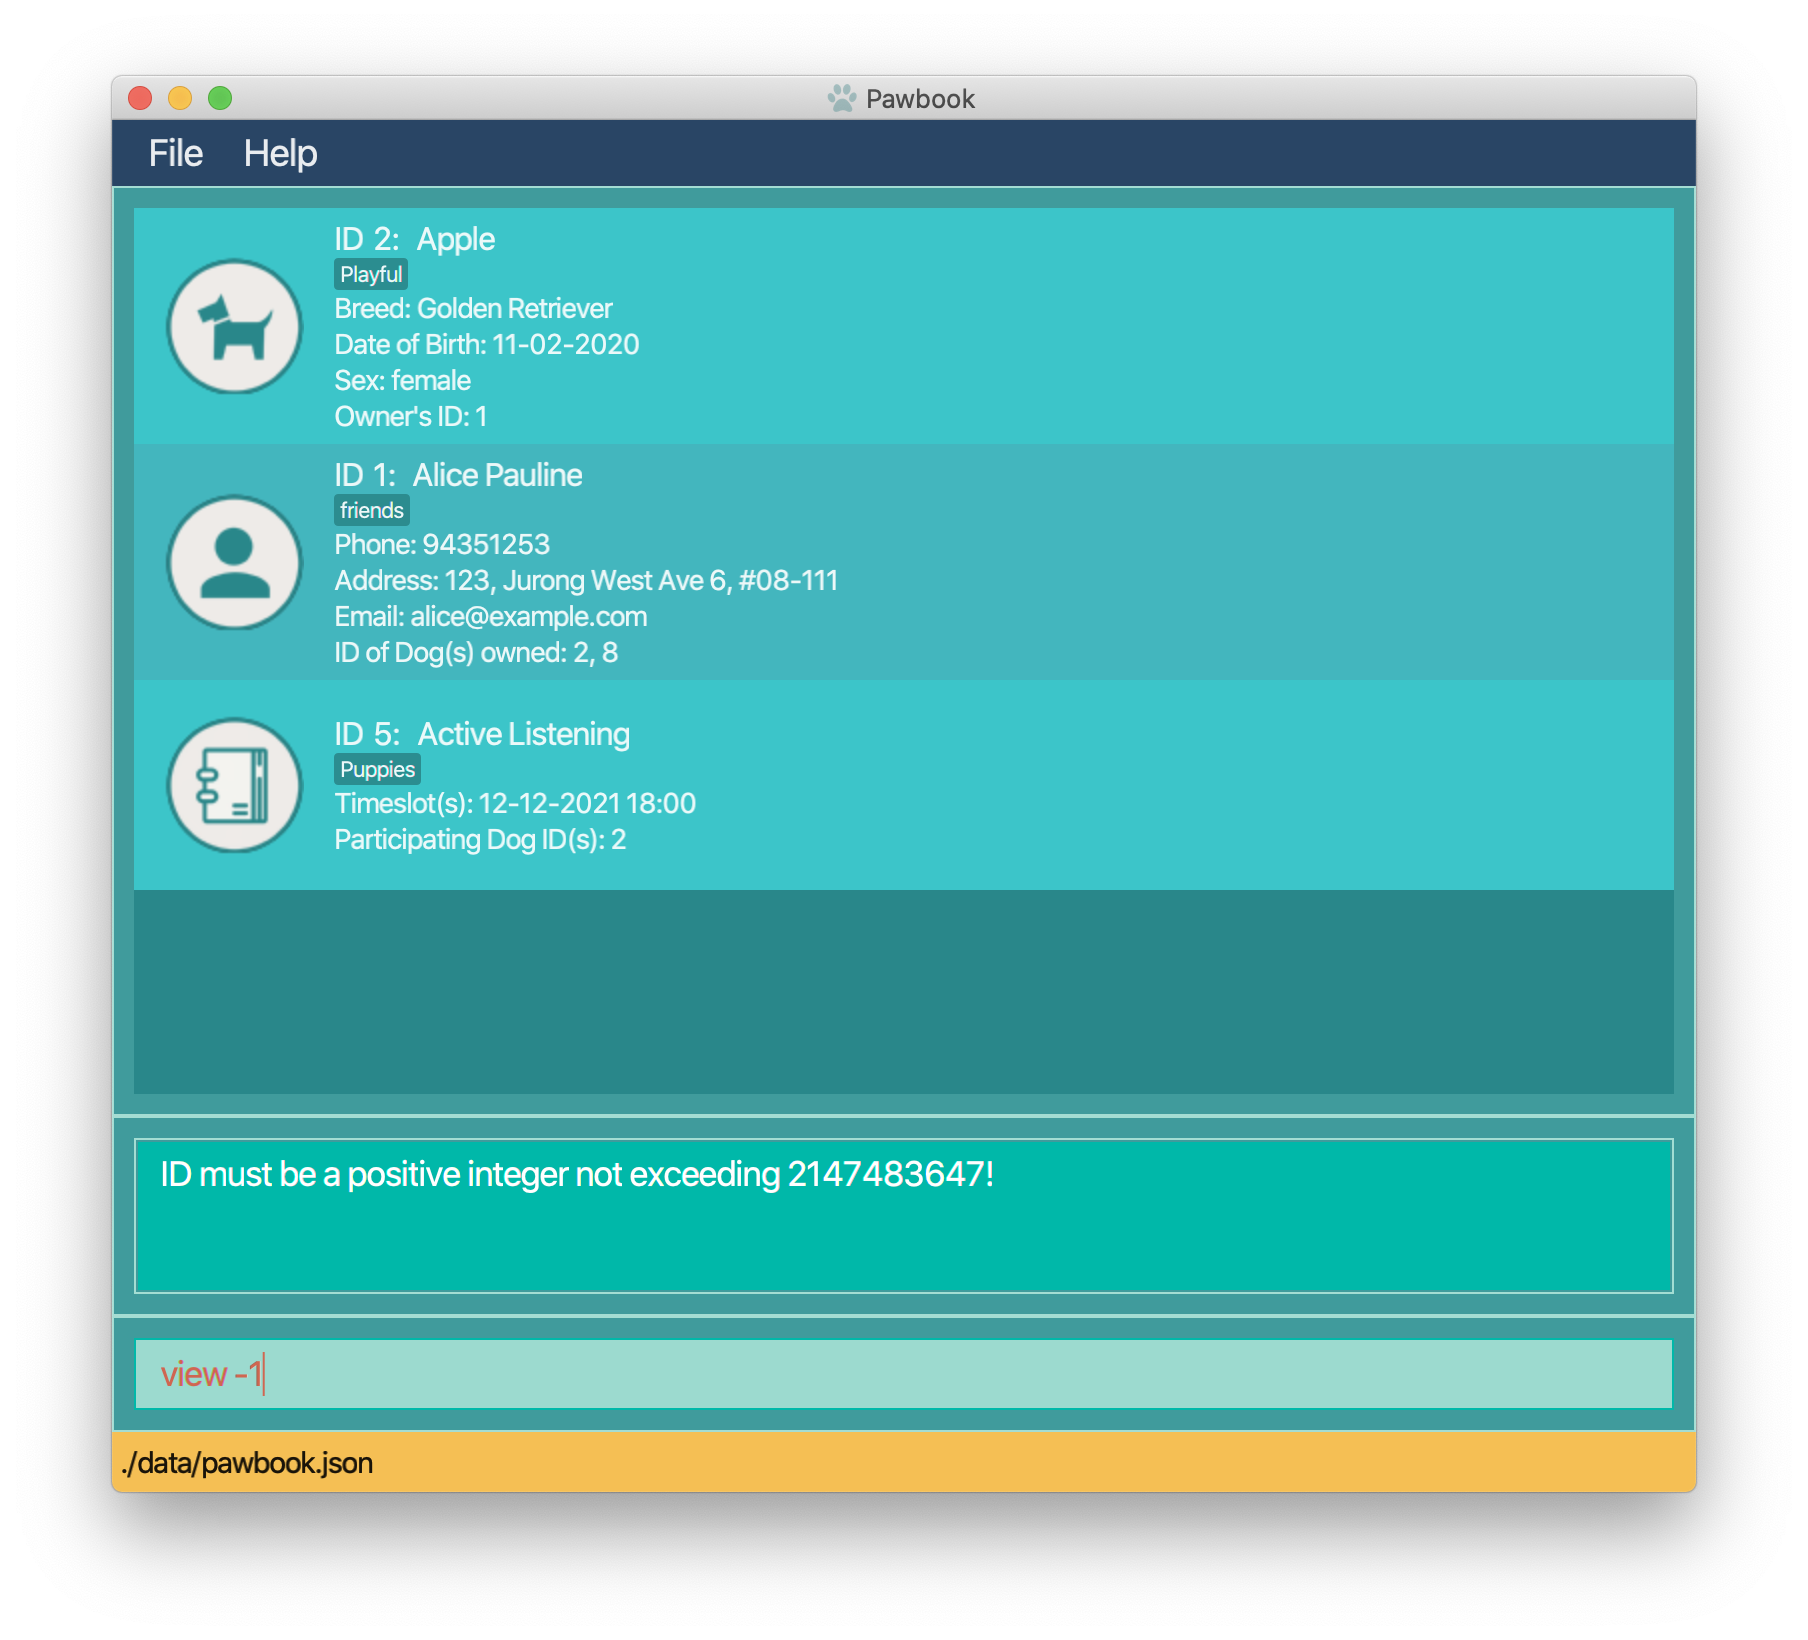 Pawbook
File Help
ID 2: Apple
Playful
Breed: Golden Retriever
Date of Birth: 11-02-2020
Sex: female
Owner's ID: 1
ID 1: Alice Pauline
friends
Phone: 94351253
Address: 123, Jurong West Ave 6, #08-111
Email: alice@example.com
ID of Dog(s) owned: 2, 8
ID 5: Active Listening
Puppies
Timeslot(s): 12-12-2021 18:00
Participating Dog ID(s): 2
ID must be a positive integer not exceeding 2147483647!
view -1
./data/pawbook.json